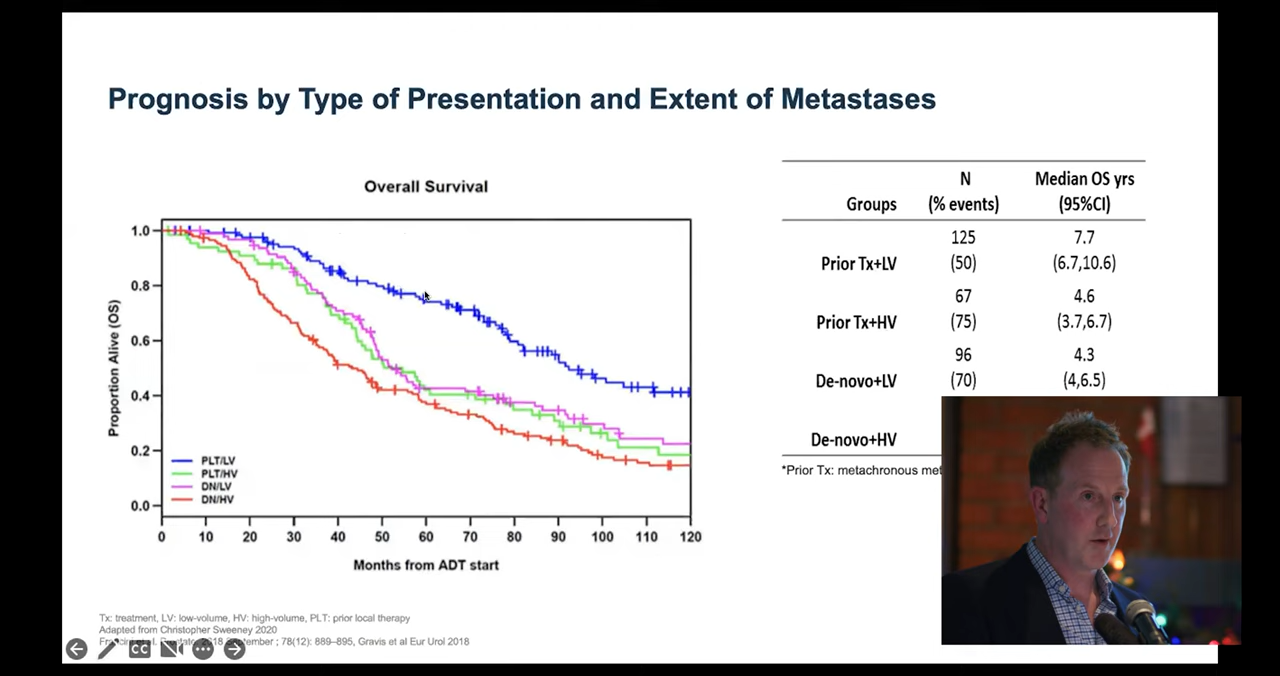 Prognosis by Type of Presentation and Extent of Metastases
Overall Survival
Proportion Alive (OS)
1.0
0.8
0.6
0.4
0.2
0.0
PLT/LV
PLT/HV
DN/LV
DN/HV
0 10 20 30 40 50 60 70 80 90 100 110 120
Months from ADT start
N Median OS yrs
Groups (% events) (95%CI)
125 7.7
Prior Tx+LV (50) (6.7,10.6)
67 4.6
Prior Tx+HV (75) (3.7,6.7)
96 4.3
De-novo+LV (70) (4,6.5)
De-novo+HV
*Prior Tx: metachronous
Tx: treatment, LV: low-volume, HV: high-volume, PLT: prior local therapy
Adapted from Christopher Sweeney 2020
2018 September ; 78(12): 889–895, Gravis et al Eur Urol 2018
CC